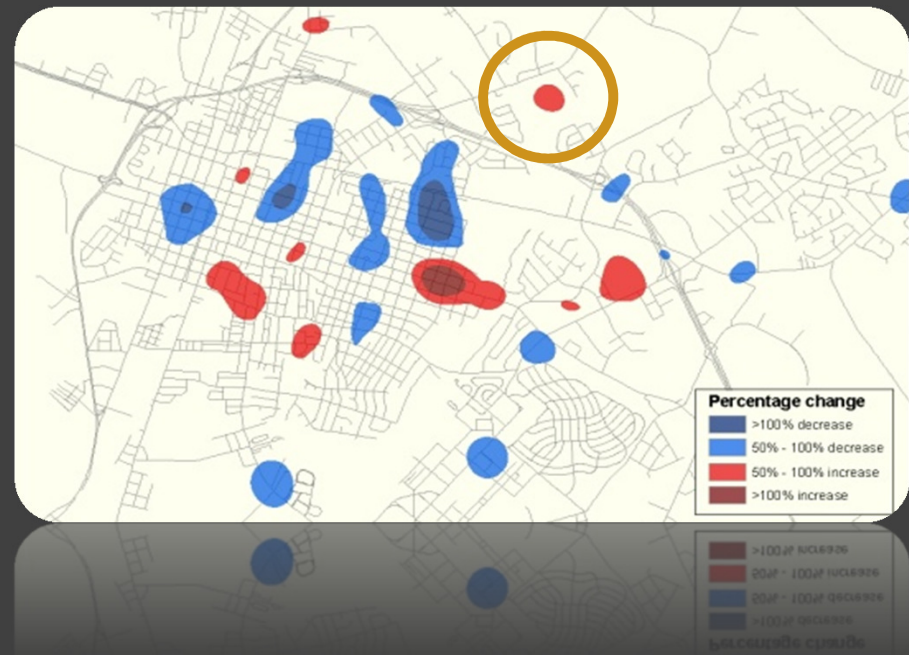 Percentage change
>100% decrease
50% - 100% decrease
50% - 100% increase
>100% increase